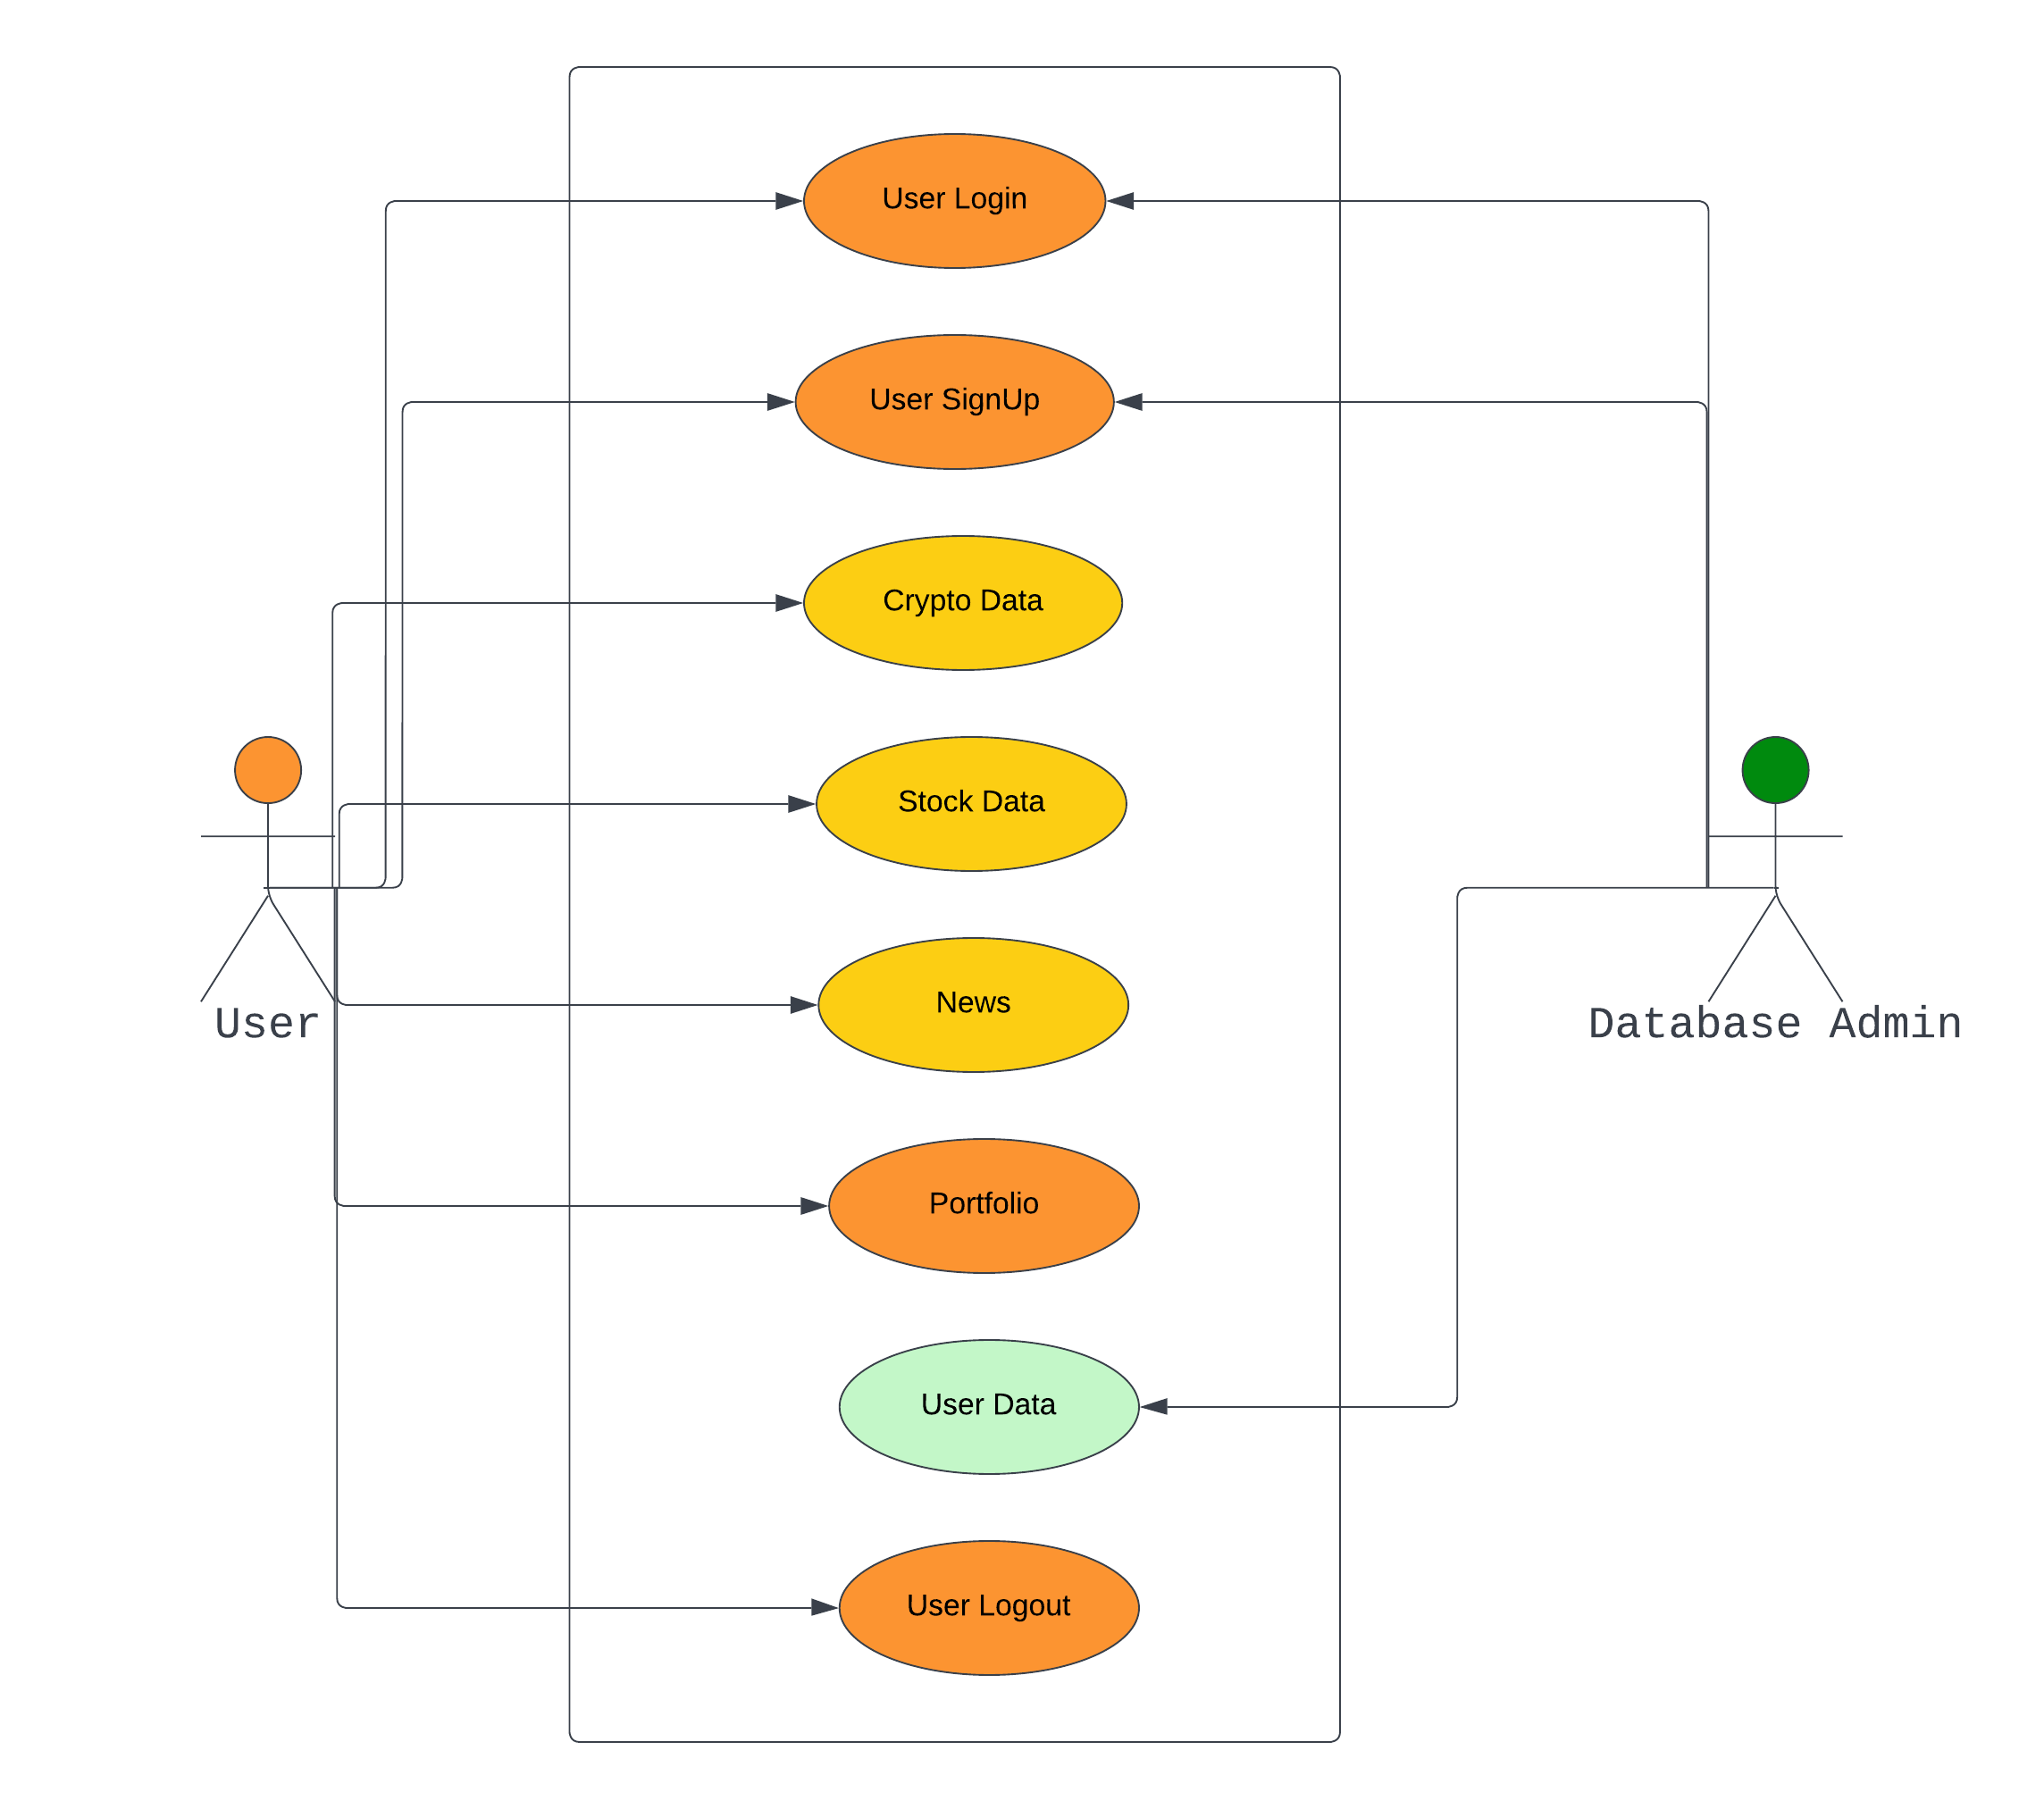 User Login
User SignUp
Crypto Data
Stock Data
News
User
Database Admin
Portfolio
User Data
User Logout